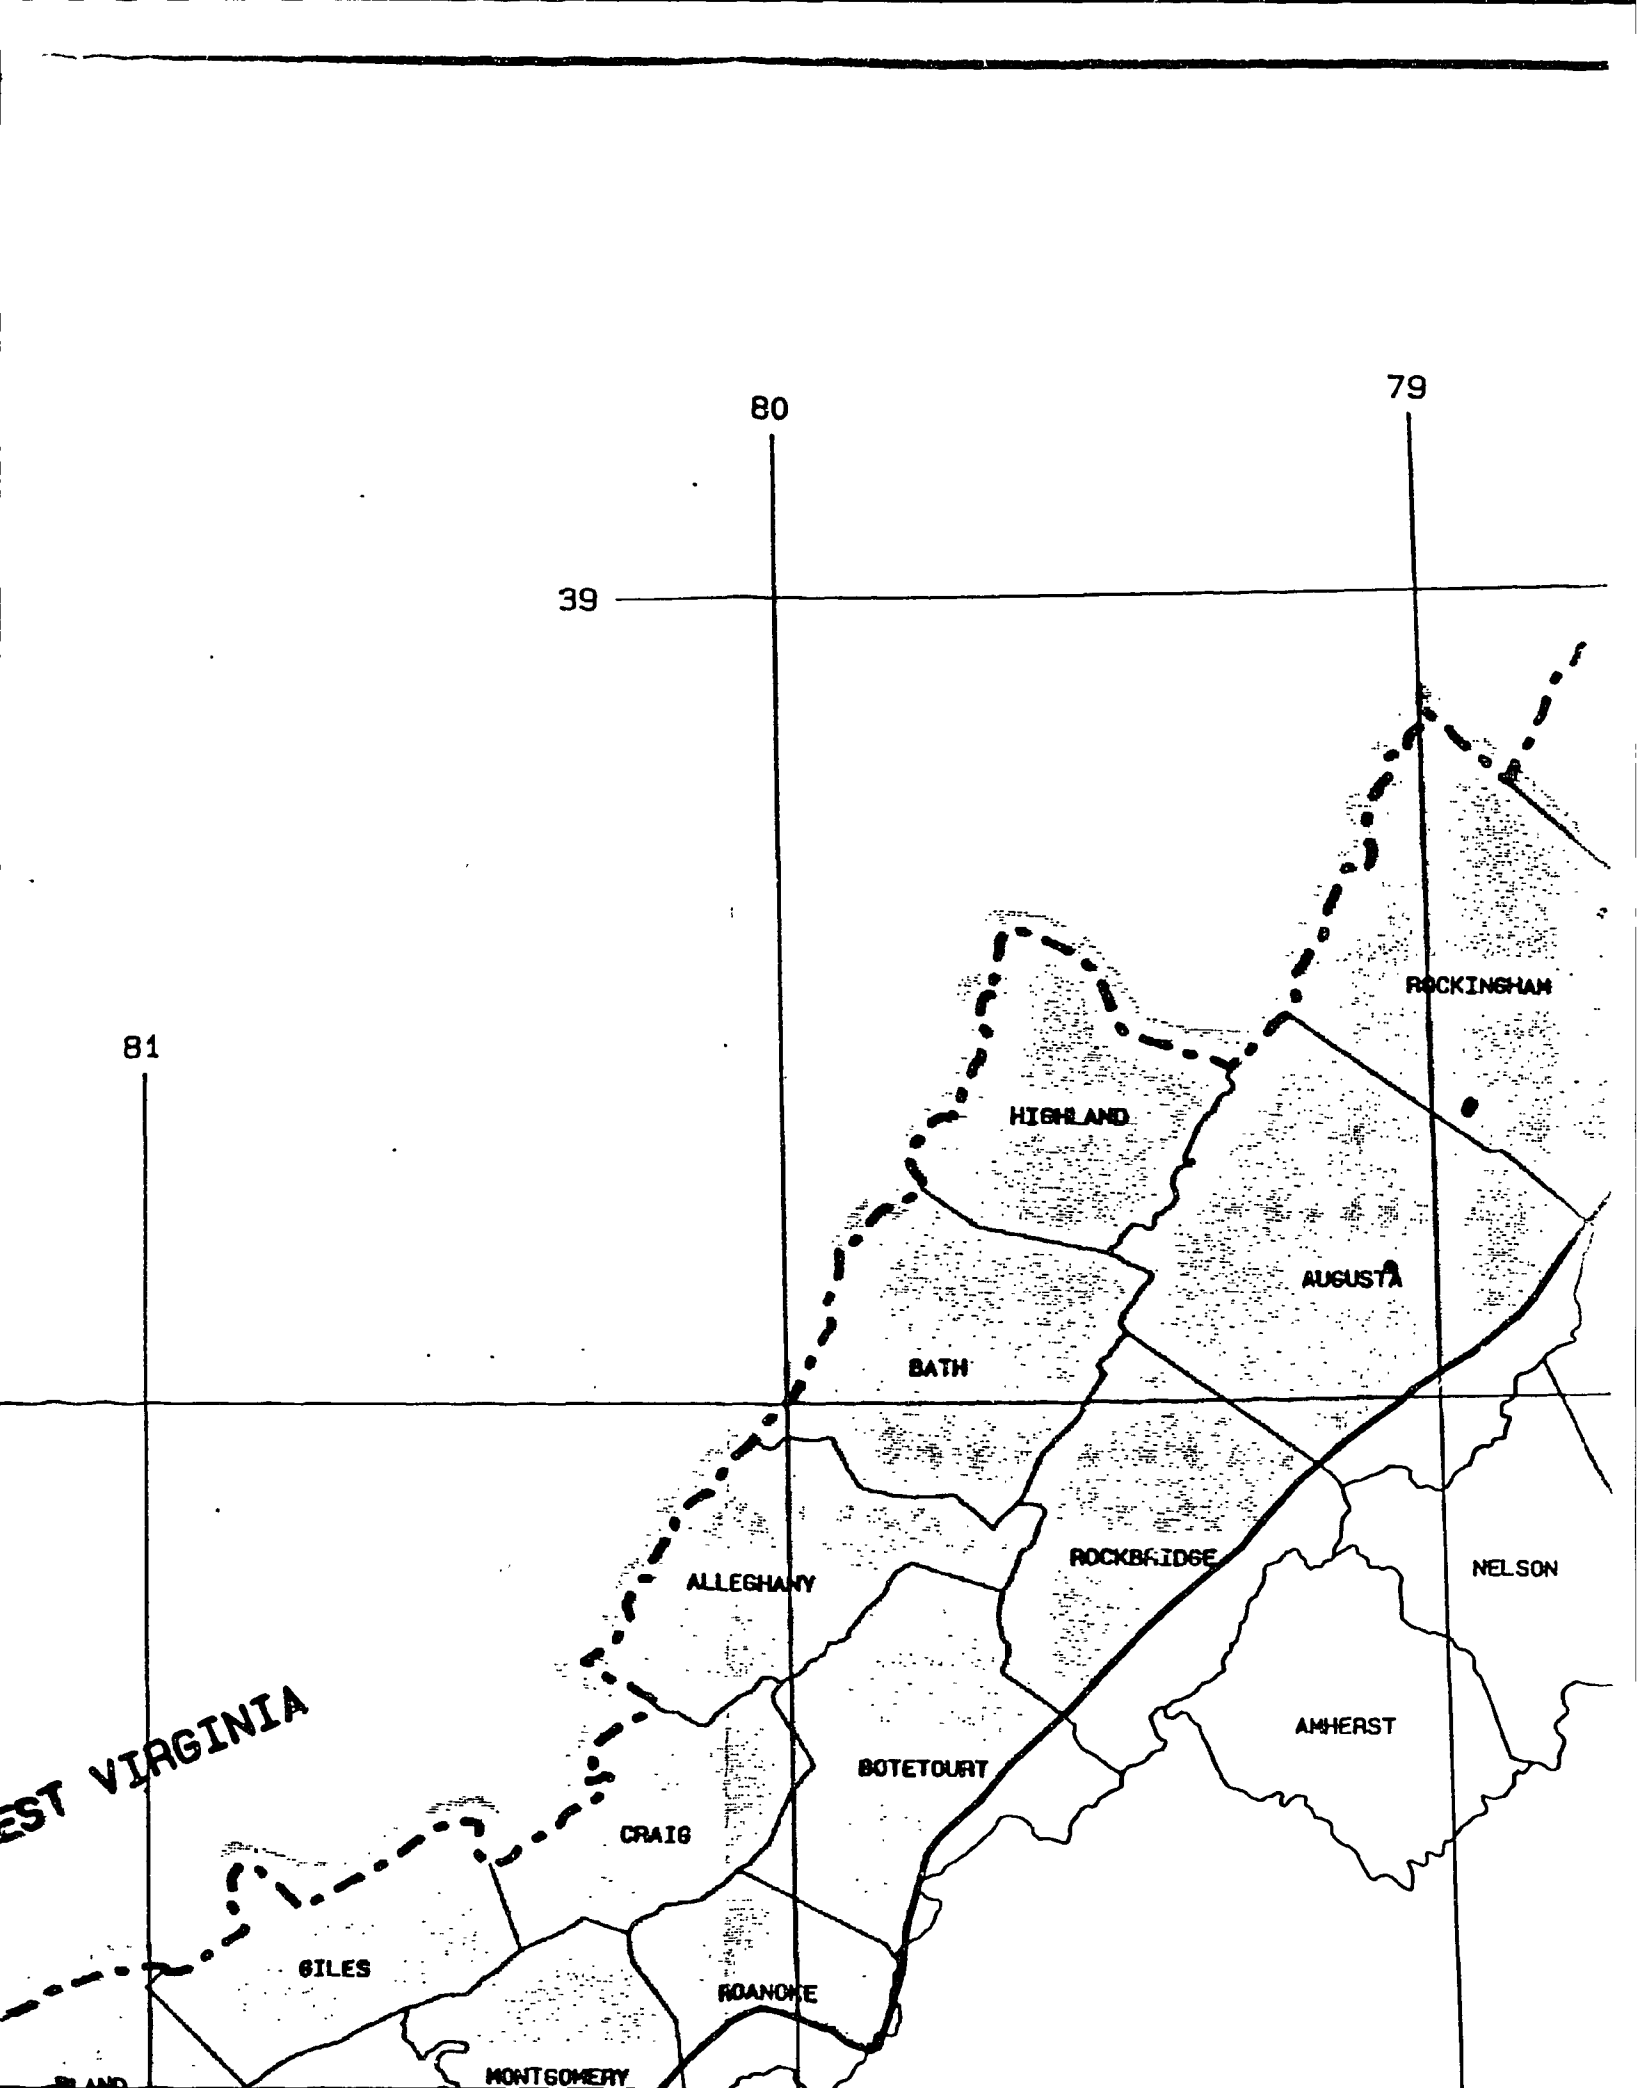 79
80
39
ROCKINGHAM
81
HIGHLAND
AUGUSTA
BATH
ROCKBRIDGE
NELSON
ALLEGHANY
EST VIRGINIA
AMHERST
BOTETOURT
CRAIG
GILES
ROANOKE
MONTGOMERY
LAND